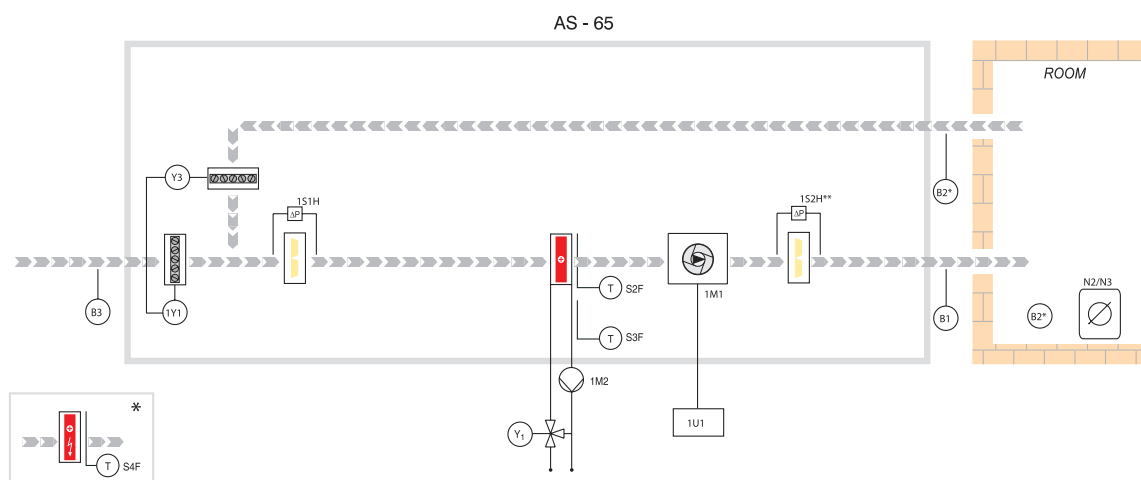 AS - 65
ROOM
Y3
1S1H
ΔP
1S2H**
ΔP
B2*
B3
1Y1
T
S2F
1M1
B1
B2*
N2/N3
T
S3F
1M2
*
Y1
1U1
T
S4F